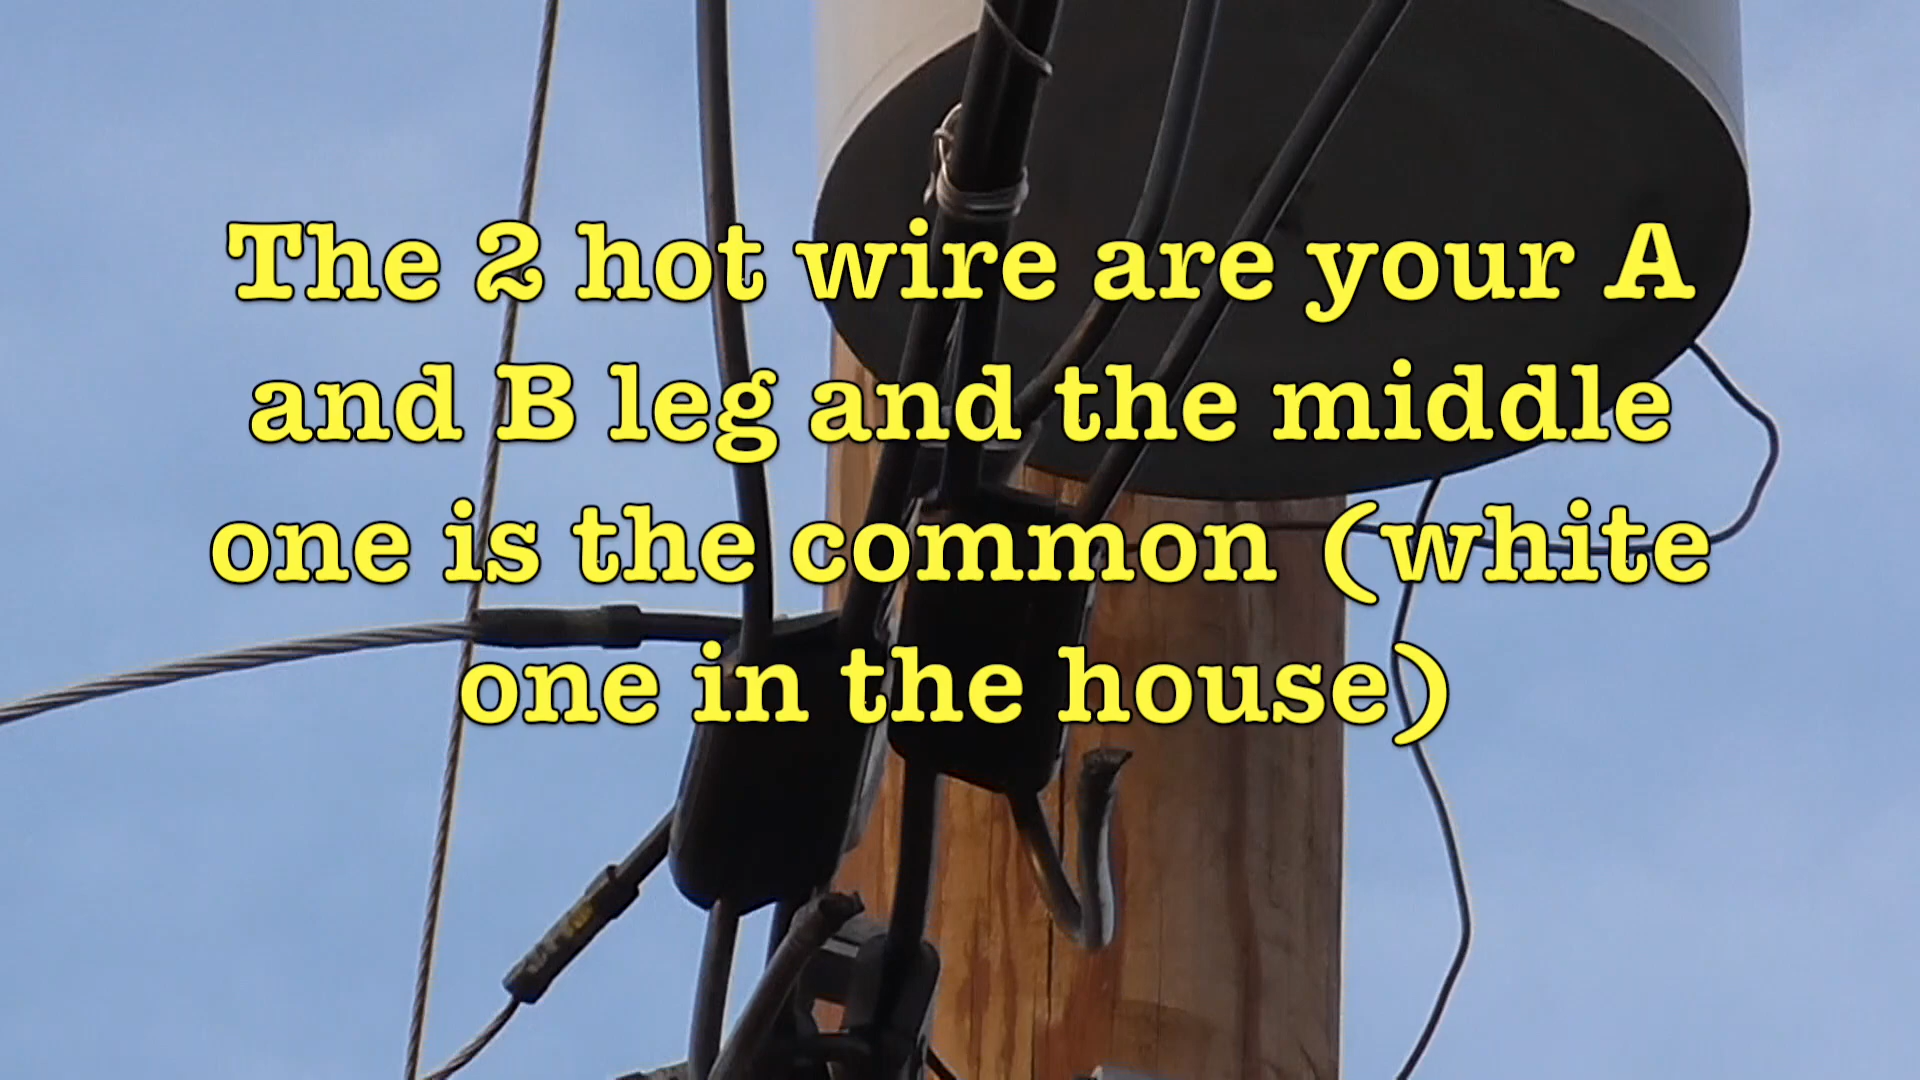 The 2 hot wire are your A
and B leg and the middle
one is the common (white
one in the house)